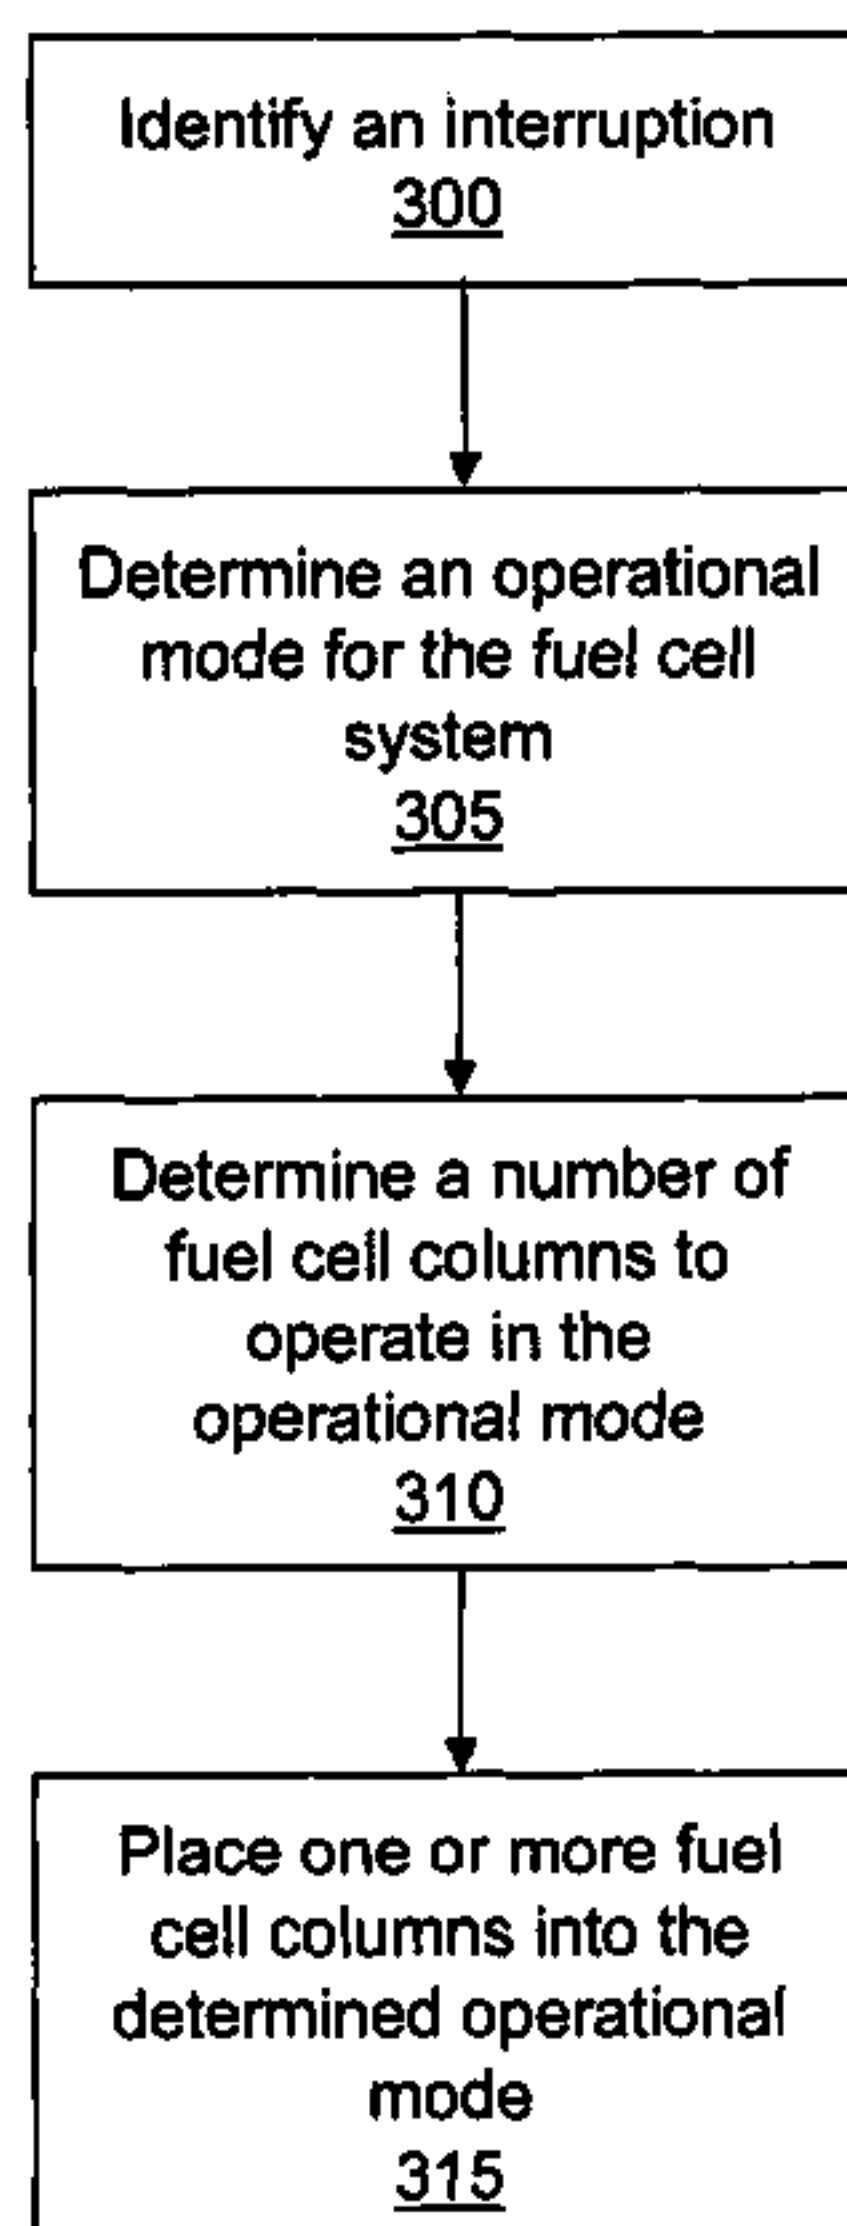 Identify an interruption
300
Determine an operational
mode for the fuel cell
system
305
Determine a number of
fuel cell columns to
operate in the
operational mode
310
Place one or more fuel
cell columns into the
determined operational
mode
315